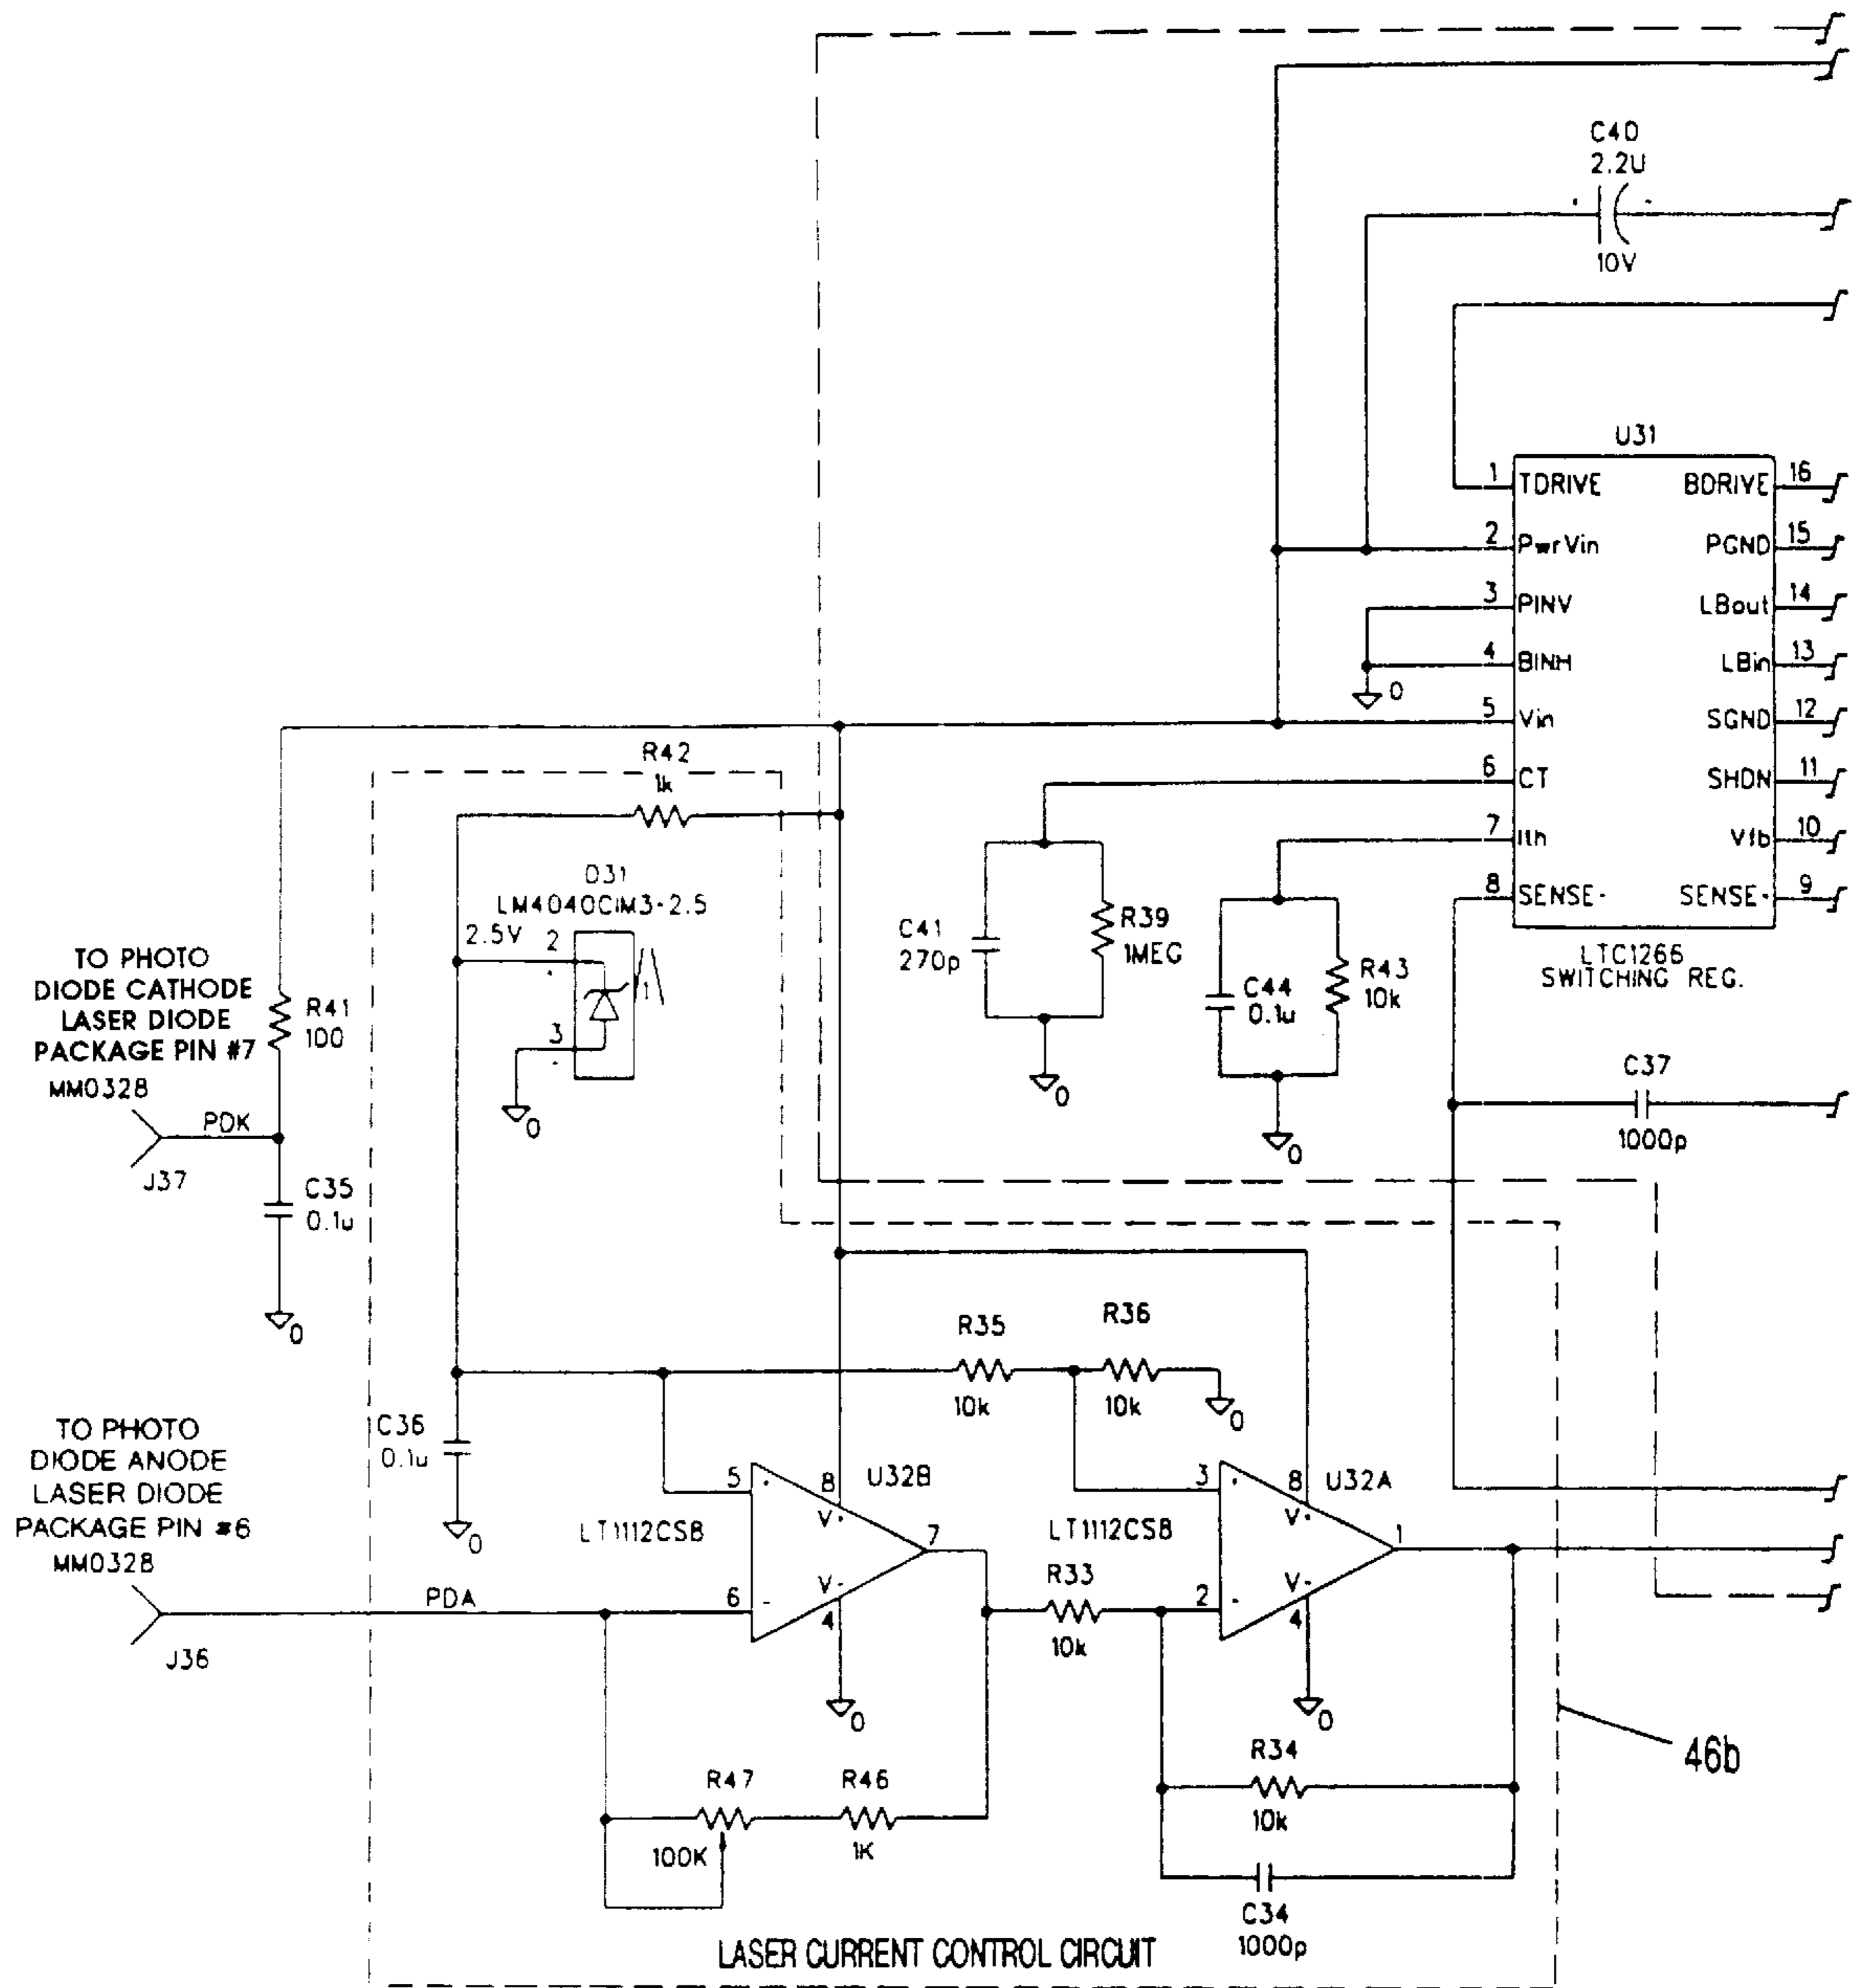 C40
2.2U
10V
U31
1 TDRIVE BDRIVE 16
2 PwrVin PGND 15
3 PINV LBout 14
4 BINH LBin 13
0
5 Vin SGND 12
6 CT SHDN 11
7 Ith Vfb 10
8 SENSE- SENSE- 9
LTC1266
SWITCHING REG.
R42
1k
D31
LM4040CIM3-2.5
2.5V
2
1
3
-
0
C41
270p
R39
1MEG
0
C44
0.1u
R43
10k
0
C37
1000p
TO PHOTO
DIODE CATHODE
LASER DIODE
PACKAGE PIN #7
MM0328
R41
100
PDK
J37
C35
0.1u
0
R35
10k
R36
10k
0
C36
0.1u
0
TO PHOTO
DIODE ANODE
LASER DIODE
PACKAGE PIN #6
MM0328
PDA
J36
5
8
U32B
LT1112CS8
7
6
-
V-
4
0
3
8
U32A
LT1112CS8
1
R33
10k
2
-
V-
4
0
R47
100K
R46
1K
R34
10k
C34
1000p
46b
LASER CURRENT CONTROL CIRCUIT